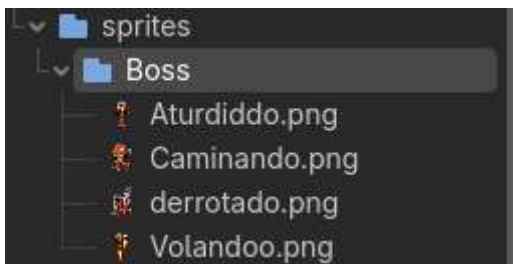 sprites
Boss
Aturdiddo.png
Caminando.png
derrotado.png
Volandoo.png